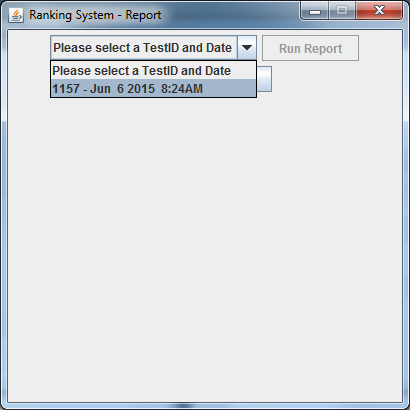 Ranking System - Report
Please select a TestID and Date
Run Report
Please select a TestID and Date
1157 - Jun  6 2015  8:24AM